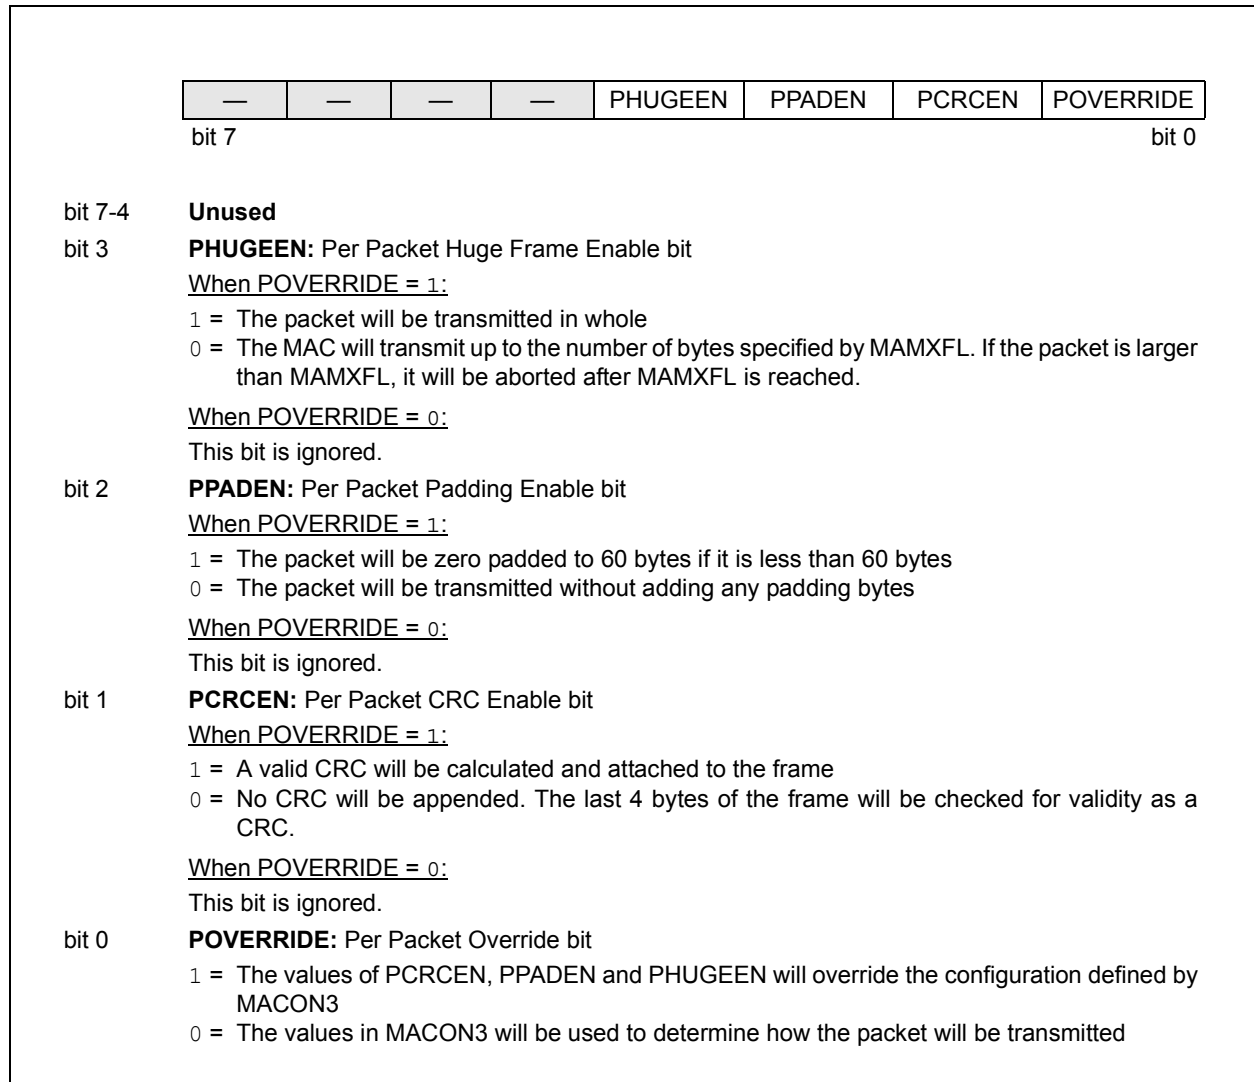 — — — — PHUGEEN PPADEN PCRCEN POVERRIDE
bit 7 bit 0
bit 7-4 Unused
bit 3 PHUGEEN: Per Packet Huge Frame Enable bit
When POVERRIDE = 1:
1 = The packet will be transmitted in whole
0 = The MAC will transmit up to the number of bytes specified by MAMXFL. If the packet is larger
than MAMXFL, it will be aborted after MAMXFL is reached.
When POVERRIDE = 0:
This bit is ignored.
bit 2 PPADEN: Per Packet Padding Enable bit
When POVERRIDE = 1:
1 = The packet will be zero padded to 60 bytes if it is less than 60 bytes
0 = The packet will be transmitted without adding any padding bytes
When POVERRIDE = 0:
This bit is ignored.
bit 1 PCRCEN: Per Packet CRC Enable bit
When POVERRIDE = 1:
1 = A valid CRC will be calculated and attached to the frame
0 = No CRC will be appended. The last 4 bytes of the frame will be checked for validity as a
CRC.
When POVERRIDE = 0:
This bit is ignored.
bit 0 POVERRIDE: Per Packet Override bit
1 = The values of PCRCEN, PPADEN and PHUGEEN will override the configuration defined by
MACON3
0 = The values in MACON3 will be used to determine how the packet will be transmitted